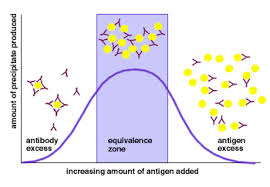 amount of precipitate produced
antibody
excess
equivalence
zone
antigen
excess
increasing amount of antigen added